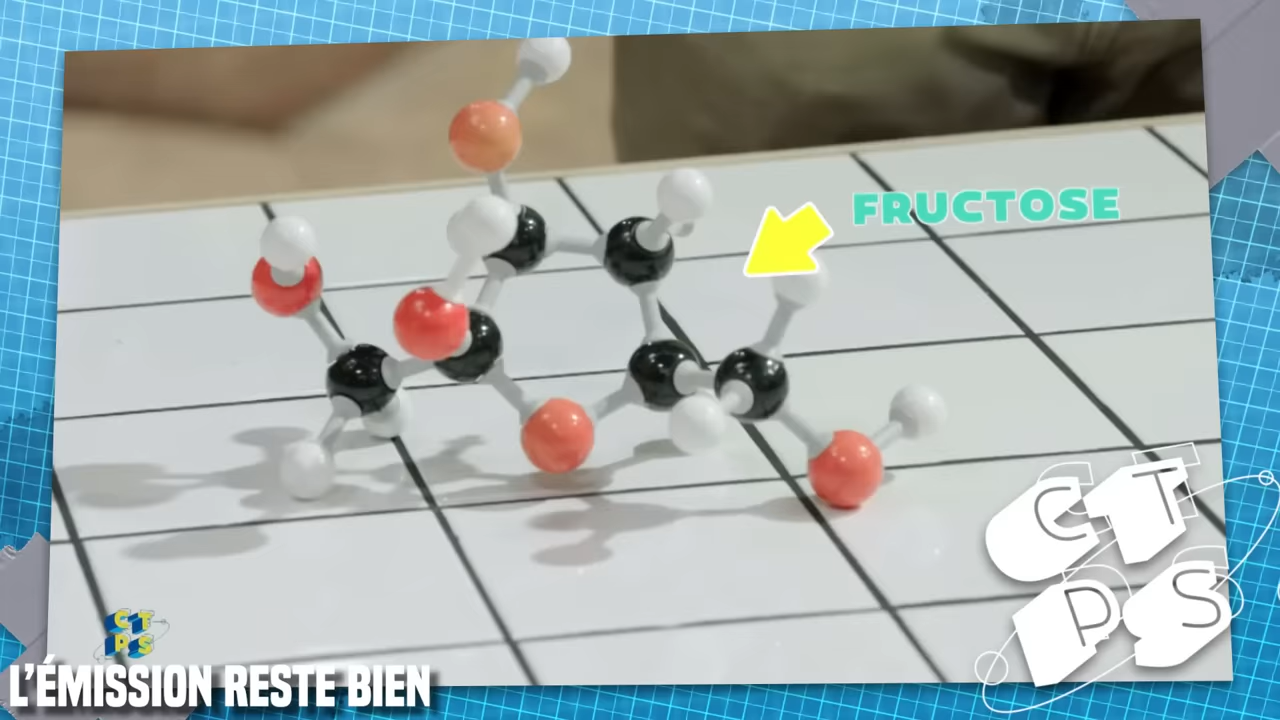 FRUCTOSE
CT
PS
CT
PS
L'ÉMISSION RESTE BIEN